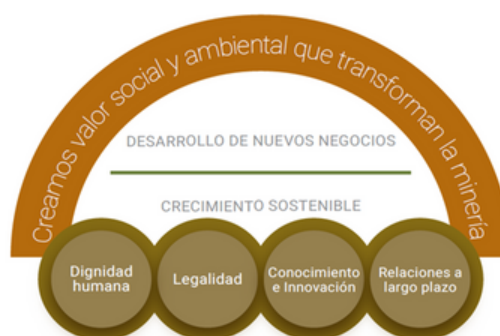 Creamos valor social y ambiental que transforman la minería
DESARROLLO DE NUEVOS NEGOCIOS
CRECIMIENTO SOSTENIBLE
Dignidad
humana
Legalidad
Conocimiento
e Innovación
Relaciones a
largo plazo